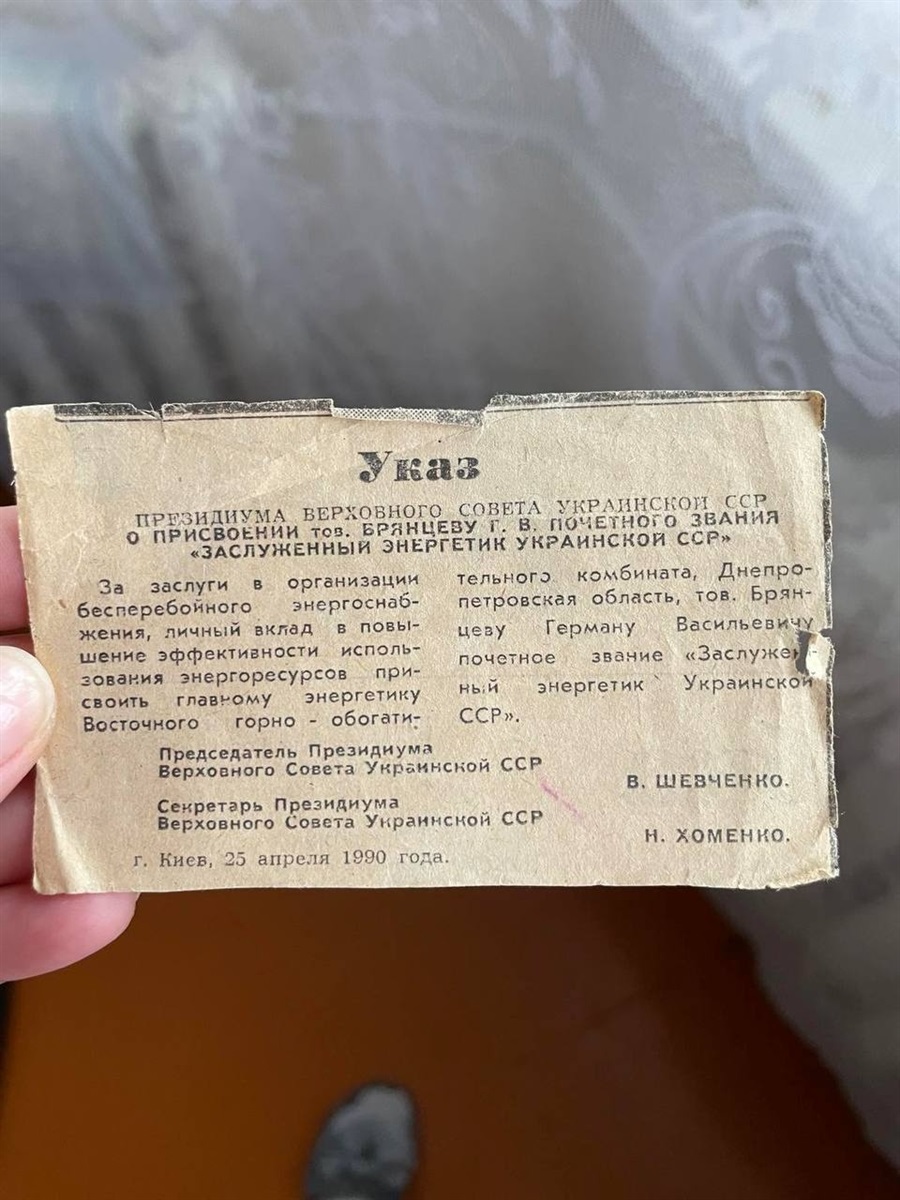 Указ
ПРЕЗИДИУМА ВЕРХОВНОГО СОВЕТА УКРАИНСКОЙ ССР
О ПРИСВОЕНИИ тов. БРЯНЦЕВУ Г. В. ПОЧЕТНОГО ЗВАНИЯ
«ЗАСЛУЖЕННЫЙ ЭНЕРГЕТИК УКРАИНСКОЙ ССР»
За заслуги в организации
бесперебойного энергоснаб-
жения, личный вклад в повы-
шение эффективности исполь-
зования энергоресурсов при-
своить главному энергетику
Восточного горно - обогати-
тельного комбината, Днепро-
петровская область, тов. Брян-
цеву Герману Васильевичу
почетное звание «Заслужен-
ный энергетик Украинской
ССР».
Председатель Президиума
Верховного Совета Украинской ССР
В. ШЕВЧЕНКО.
Секретарь Президиума
Верховного Совета Украинской ССР
Н. ХОМЕНКО.
г. Киев, 25 апреля 1990 года.